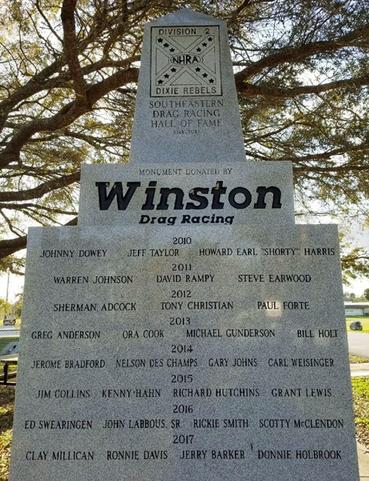 DIVISION 2
NHRA
DIXIE REBELS
SOUTHEASTERN
DRAG RACING
HALL OF FAME
MONUMENT DONATED BY
Winston
Drag Racing
2010
JOHNNY DOWEY JEFF TAYLOR HOWARD EARL "SHORTY" HARRIS
2011
WARREN JOHNSON DAVID RAMPY STEVE EARWOOD
2012
SHERMAN ADCOCK TONY CHRISTIAN PAUL FORTE
2013
GREG ANDERSON ORA COOK MICHAEL GUNDERSON BILL HOLT
2014
JEROME BRADFORD NELSON DES CHAMPS GARY JOHNS CARL WEISINGER
2015
JIM COLLINS KENNY HAHN RICHARD HUTCHINS GRANT LEWIS
2016
ED SWEARINGEN JOHN LABBOUS, SR. RICKIE SMITH SCOTTY McCLENDON
2017
CLAY MILLICAN RONNIE DAVIS JERRY BARKER DONNIE HOLBROOK